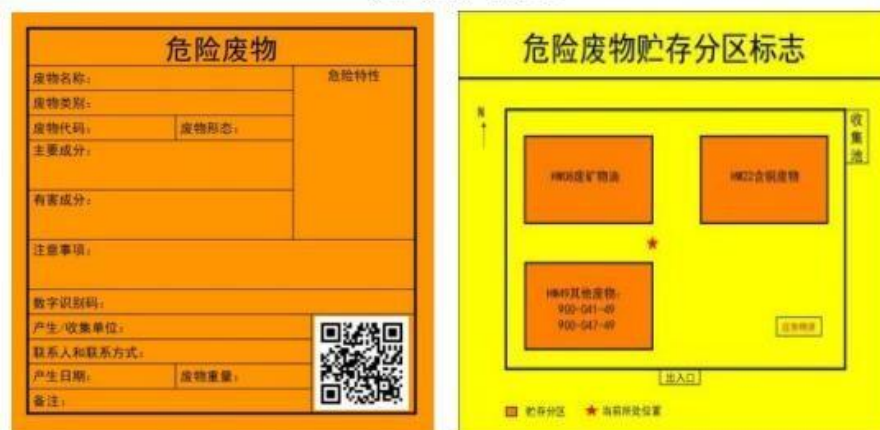 危险废物
废物名称：
危险特性
废物类别：
废物代码：
废物形态：
主要成分：
有害成分：
注意事项：
数字识别码：
产生/收集单位：
联系人和联系方式：
产生日期：
废物重量：
备注：
危险废物贮存分区标志
N
收集池
HW08废矿物油
HW22含铜废物
HW49其他废物：
900-041-49
900-047-49
出入口
贮存分区
当前所处位置